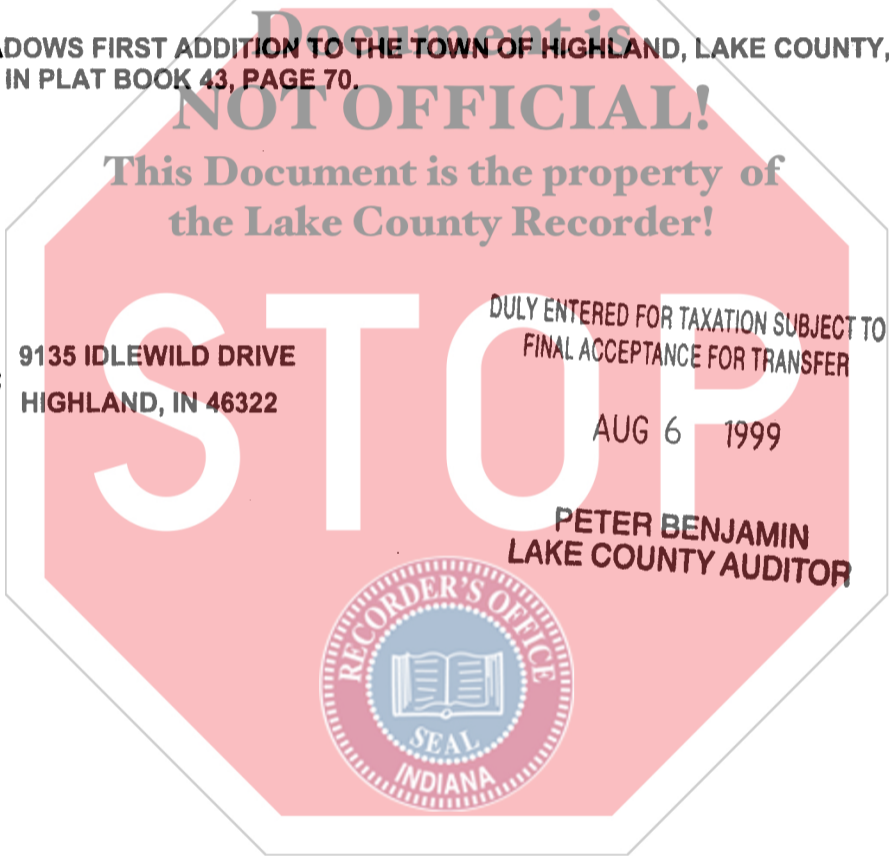 Document is
ADOWS FIRST ADDITION TO THE TOWN OF HIGHLAND, LAKE COUNTY,
IN PLAT BOOK 43, PAGE 70.
NOT OFFICIAL!
This Document is the property of
the Lake County Recorder!
STOP
DULY ENTERED FOR TAXATION SUBJECT TO
FINAL ACCEPTANCE FOR TRANSFER
9135 IDLEWILD DRIVE
HIGHLAND, IN 46322
AUG 6 1999
PETER BENJAMIN
LAKE COUNTY AUDITOR
RECORDER'S OFFICE
SEAL
INDIANA